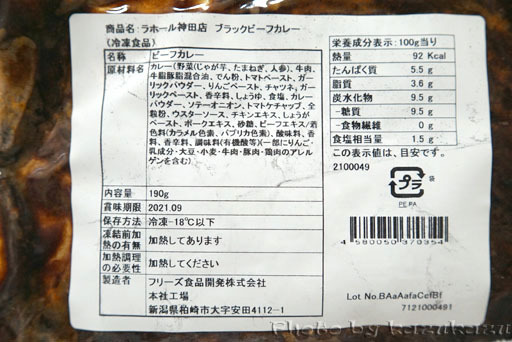 商品名: ラホール神田店 ブラックビーフカレー
(冷凍食品)
名称 ビーフカレー
原材料名 カレー(野菜(じゃが芋、たまねぎ、人参)、牛肉、
牛脂豚脂混合油、でん粉、トマトペースト、ガ
ーリックペースト、りんごペースト、チャツネ、ガ
ーリックパウダー、香辛料、しょうゆ、食塩、カレー
パウダー、ソテーオニオン、トマトケチャップ、全
粒粉、ウスターソース、チキンエキス、しょうが
ペースト、ポークエキス、砂糖、ビーフエキス/着
色料(カラメル色素、パプリカ色素)、酸味料、香
料、香辛料、調味料(有機酸等)(一部にりんご・
乳成分・大豆・小麦・牛肉・豚肉・鶏肉のアレル
ゲンを含む)
内容量 190g
賞味期限 2021.09
保存方法 冷凍-18℃以下
凍結前加
熱の有無 加熱してあります
加熱調理
の必要性 加熱してください
製造者 フリーズ食品開発株式会社
本社工場
新潟県柏崎市大字安田4112-1
栄養成分表示: 100g当り
熱量 92 Kcal
たんぱく質 5.5 g
脂質 3.6 g
炭水化物 9.5 g
-糖質 9.5 g
-食物繊維 0 g
食塩相当量 1.5 g
この表示値は、目安です。
2100049
プラ
袋
PE,PA
4580050370354
Lot No.BAaAafaCefBf
7121000491
Photo by kazukazu